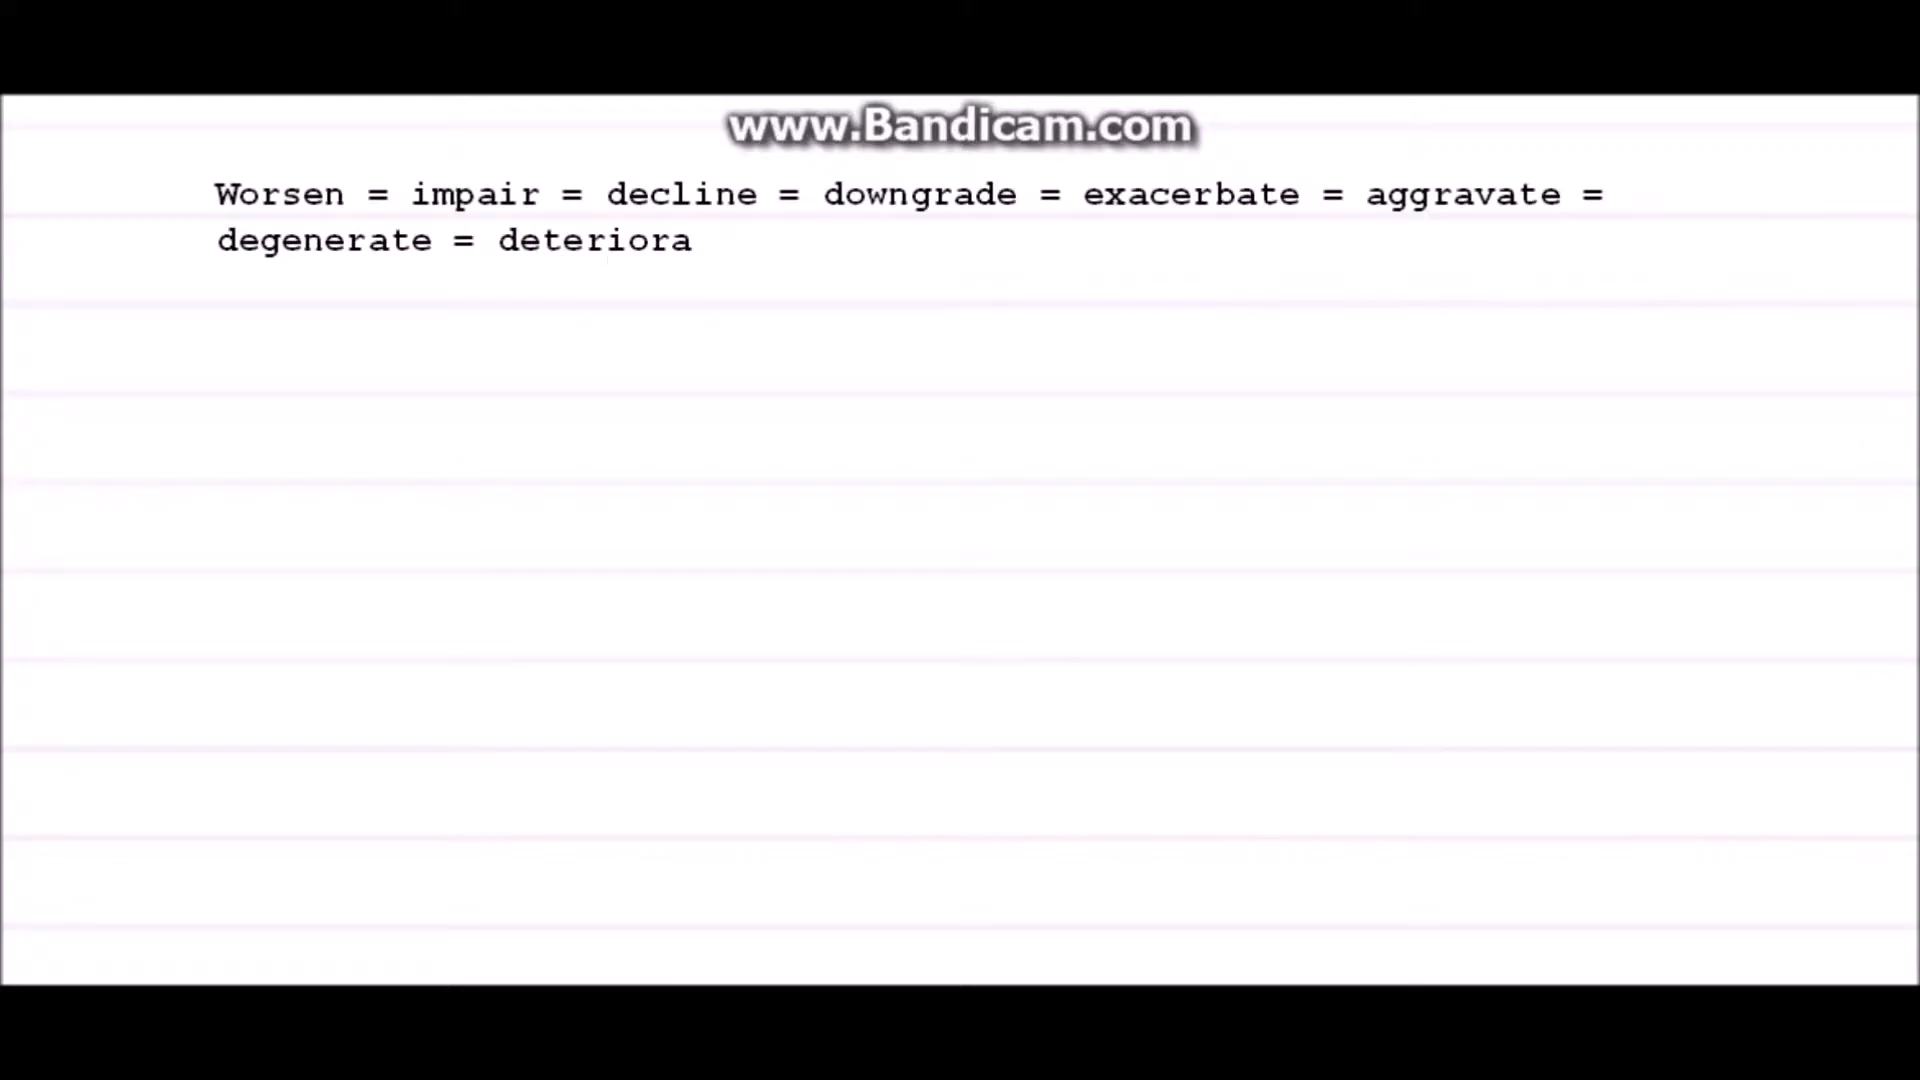 www.Bandicam.com
Worsen = impair = decline = downgrade = exacerbate = aggravate =
degenerate = deteriora